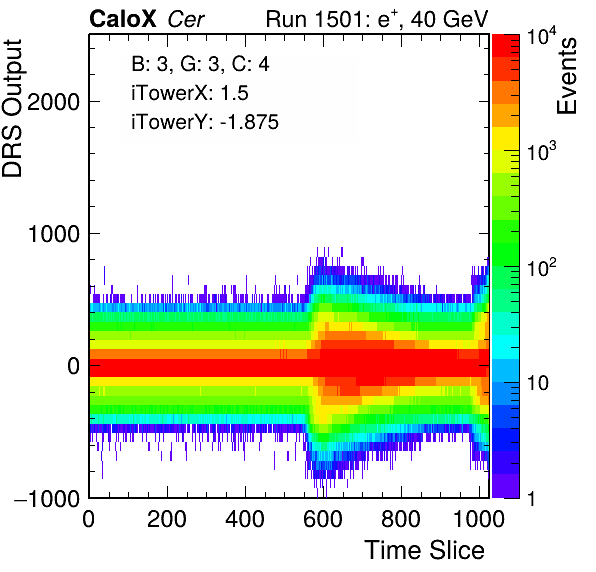 CaloX Cer
Run 1501: e⁺, 40 GeV
B: 3, G: 3, C: 4
iTowerX: 1.5
iTowerY: -1.875
DRS Output
2000
1000
0
−1000
0 200 400 600 800 1000
Time Slice
Events
10⁴
10³
10²
10
1